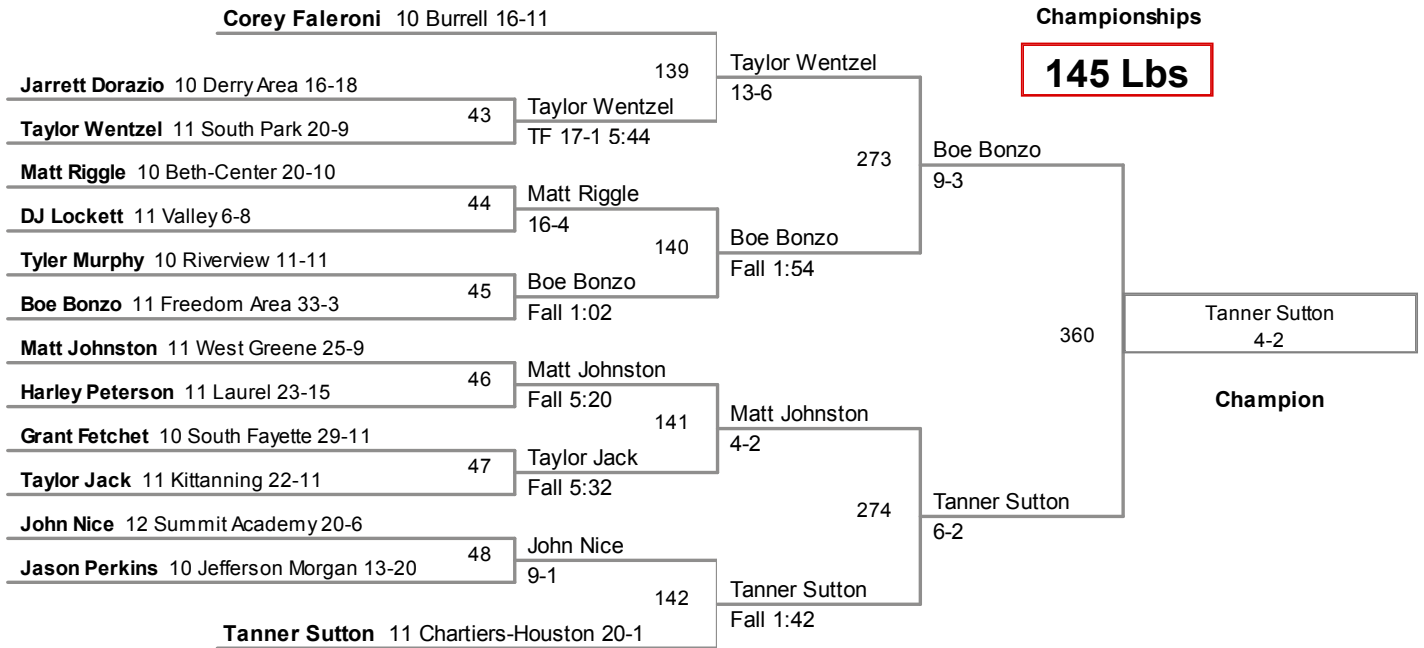 Corey Faleroni 10 Burrell 16-11
Championships
145 Lbs
139
Taylor Wentzel
13-6
Jarrett Dorazio 10 Derry Area 16-18
43
Taylor Wentzel
TF 17-1 5:44
Taylor Wentzel 11 South Park 20-9
273
Boe Bonzo
9-3
Matt Riggle 10 Beth-Center 20-10
44
Matt Riggle
16-4
DJ Lockett 11 Valley 6-8
140
Boe Bonzo
Fall 1:54
Tyler Murphy 10 Riverview 11-11
45
Boe Bonzo
Fall 1:02
Boe Bonzo 11 Freedom Area 33-3
360
Tanner Sutton
4-2
Champion
Matt Johnston 11 West Greene 25-9
46
Matt Johnston
Fall 5:20
Harley Peterson 11 Laurel 23-15
141
Matt Johnston
4-2
Grant Fetchet 10 South Fayette 29-11
47
Taylor Jack
Fall 5:32
Taylor Jack 11 Kittanning 22-11
274
Tanner Sutton
6-2
John Nice 12 Summit Academy 20-6
48
John Nice
9-1
Jason Perkins 10 Jefferson Morgan 13-20
142
Tanner Sutton
Fall 1:42
Tanner Sutton 11 Chartiers-Houston 20-1